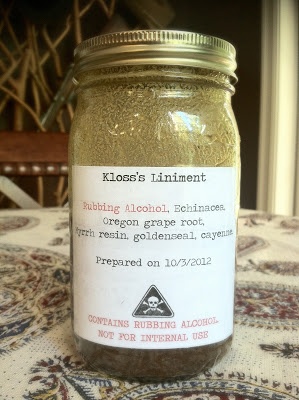 Kloss's Liniment
Rubbing Alcohol, Echinacea,
Oregon grape root,
Myrrh resin, goldenseal, cayenne
Prepared on 10/3/2012
CONTAINS RUBBING ALCOHOL
NOT FOR INTERNAL USE